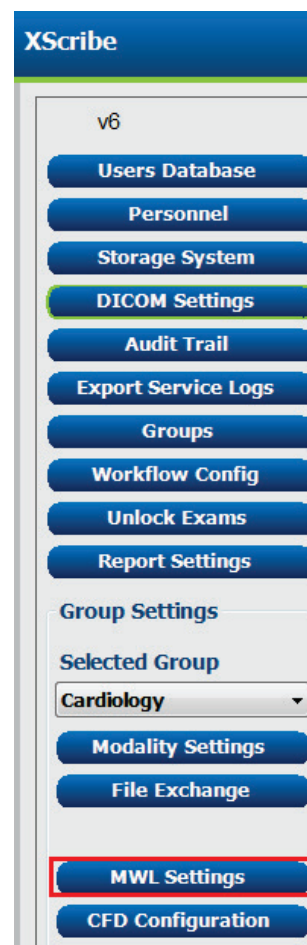 XScribe
v6
Users Database
Personnel
Storage System
DICOM Settings
Audit Trail
Export Service Logs
Groups
Workflow Config
Unlock Exams
Report Settings
Group Settings
Selected Group
Cardiology
Modality Settings
File Exchange
MWL Settings
CFD Configuration